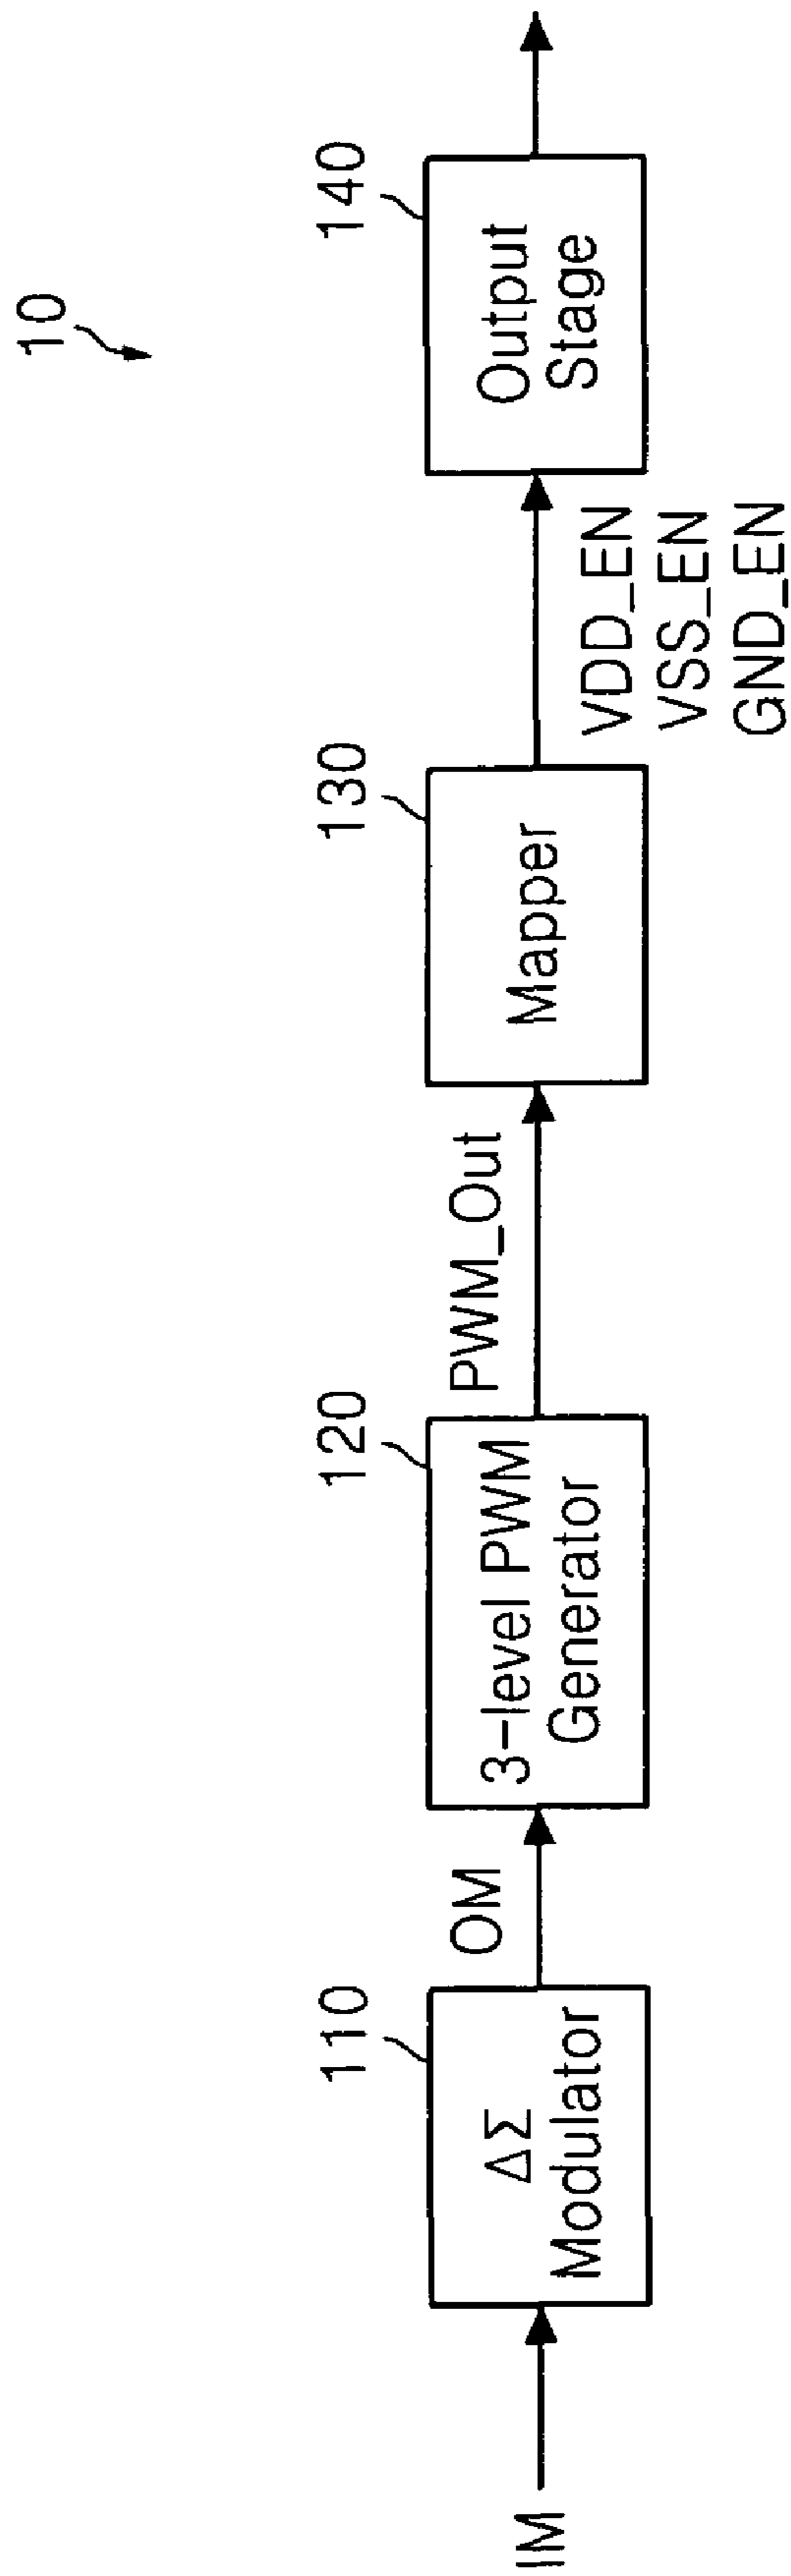 10
110
120
130
140
IM
ΔΣ
Modulator
OM
3-level PWM
Generator
PWM_Out
Mapper
VDD_EN
VSS_EN
GND_EN
Output
Stage